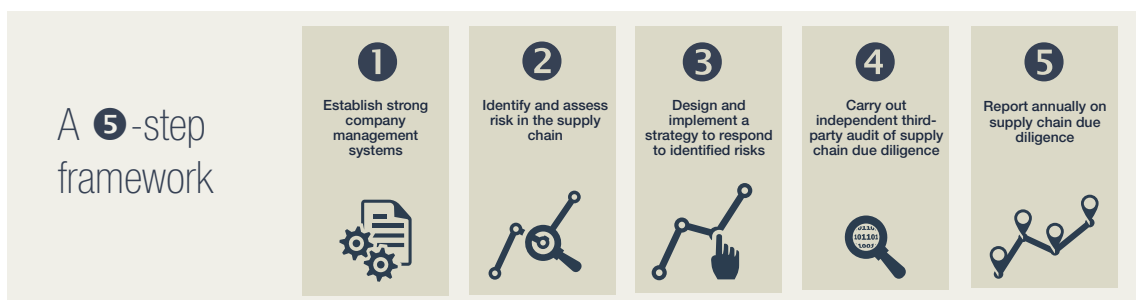 A 5-step
framework
1
Establish strong
company
management
systems
2
Identify and assess
risk in the supply
chain
3
Design and
implement a
strategy to respond
to identified risks
4
Carry out
independent third-
party audit of supply
chain due diligence
101101
5
Report annually on
supply chain due
diligence